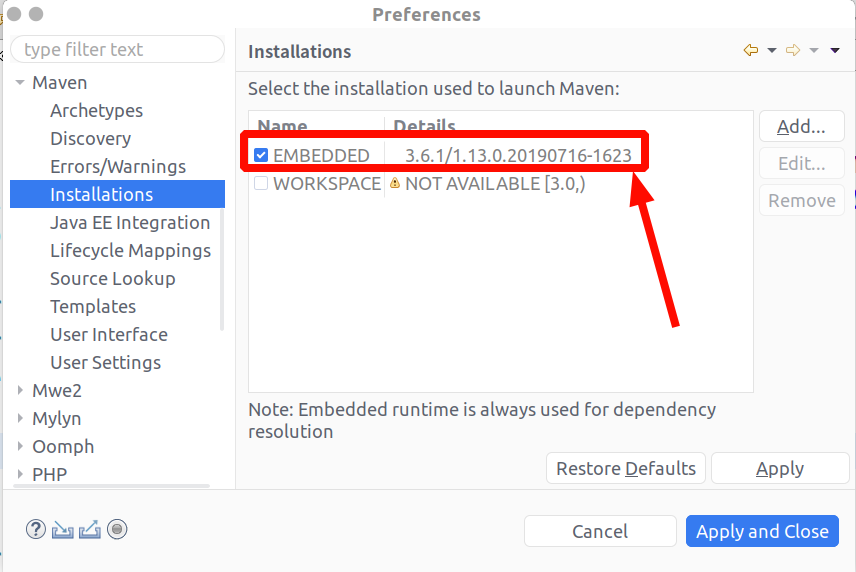 Preferences
type filter text
Maven
Archetypes
Discovery
Errors/Warnings
Installations
Java EE Integration
Lifecycle Mappings
Source Lookup
Templates
User Interface
User Settings
Mwe2
Mylyn
Oomph
PHP
Installations
Select the installation used to launch Maven:
Name Details
EMBEDDED 3.6.1/1.13.0.20190716-1623
WORKSPACE NOT AVAILABLE [3.0,)
Add...
Edit...
Remove
Note: Embedded runtime is always used for dependency
resolution
Restore Defaults Apply
Cancel Apply and Close